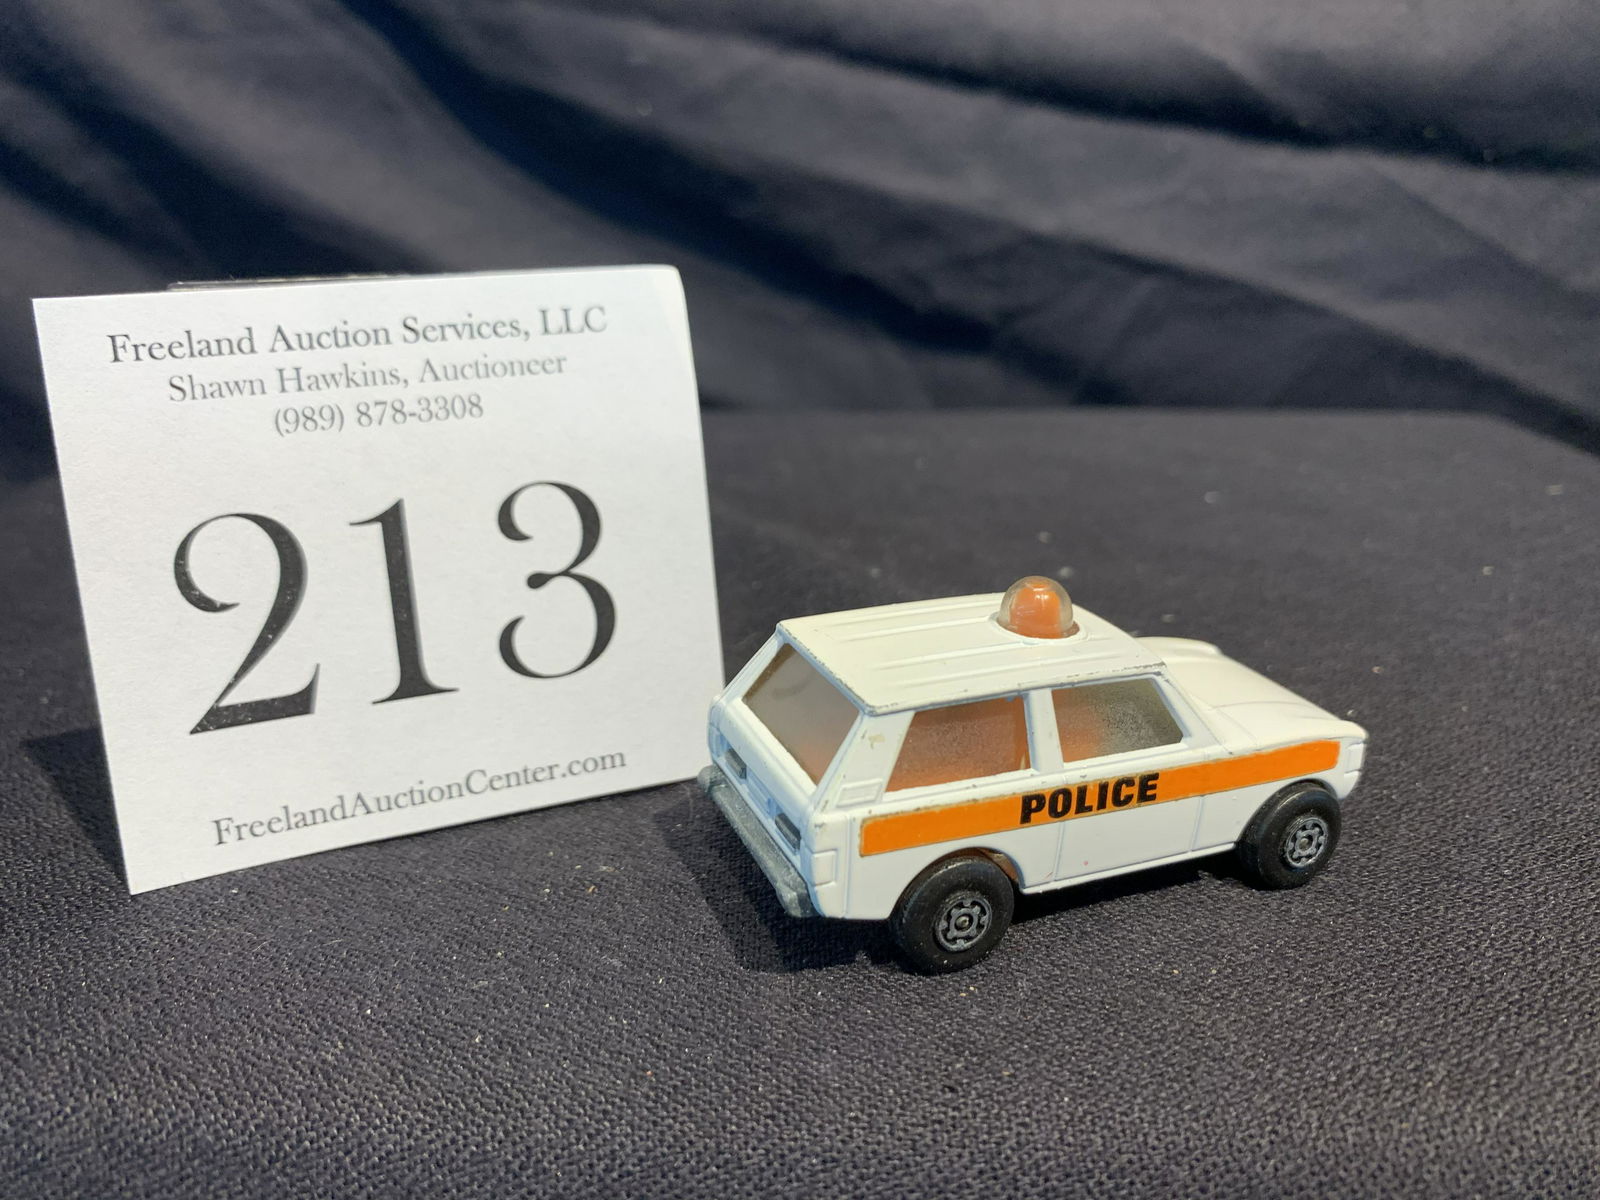 Freeland Auction Services, LLC
Shawn Hawkins, Auctioneer
(989) 878-3308
213
FreelandAuctionCenter.com
POLICE